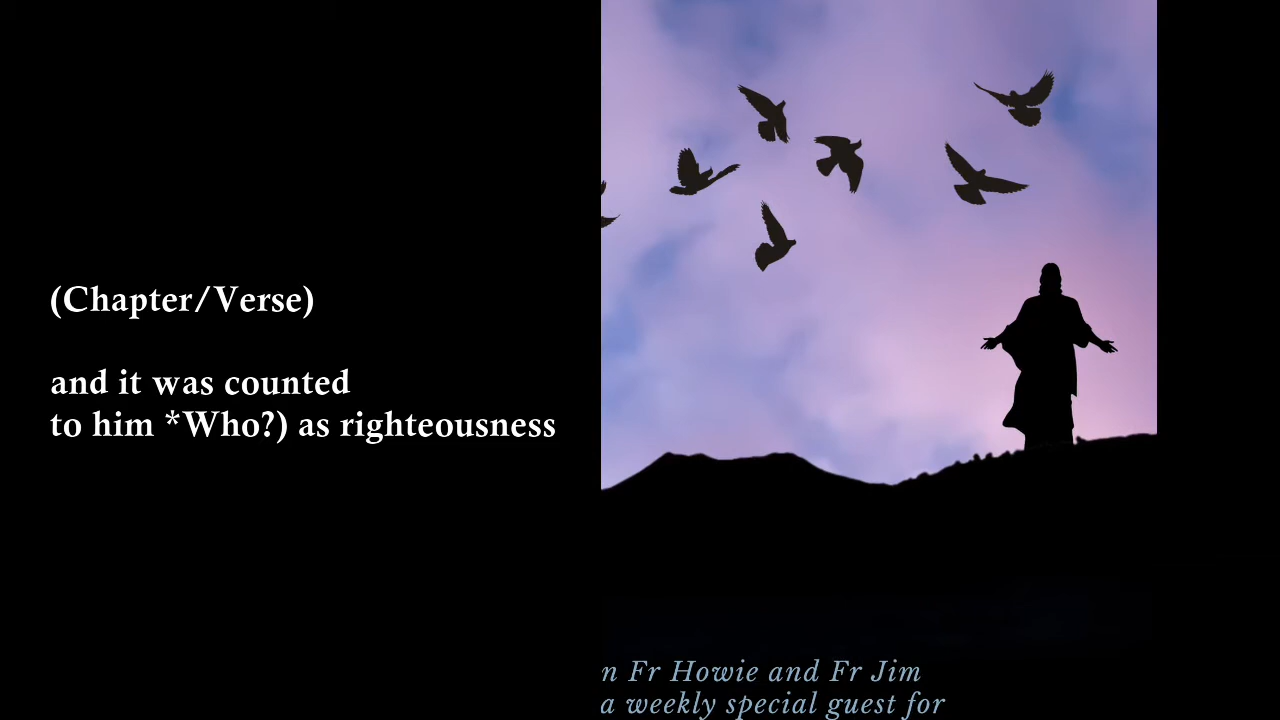 (Chapter/Verse)
and it was counted
to him *Who?) as righteousness
n Fr Howie and Fr Jim
a weekly special guest for